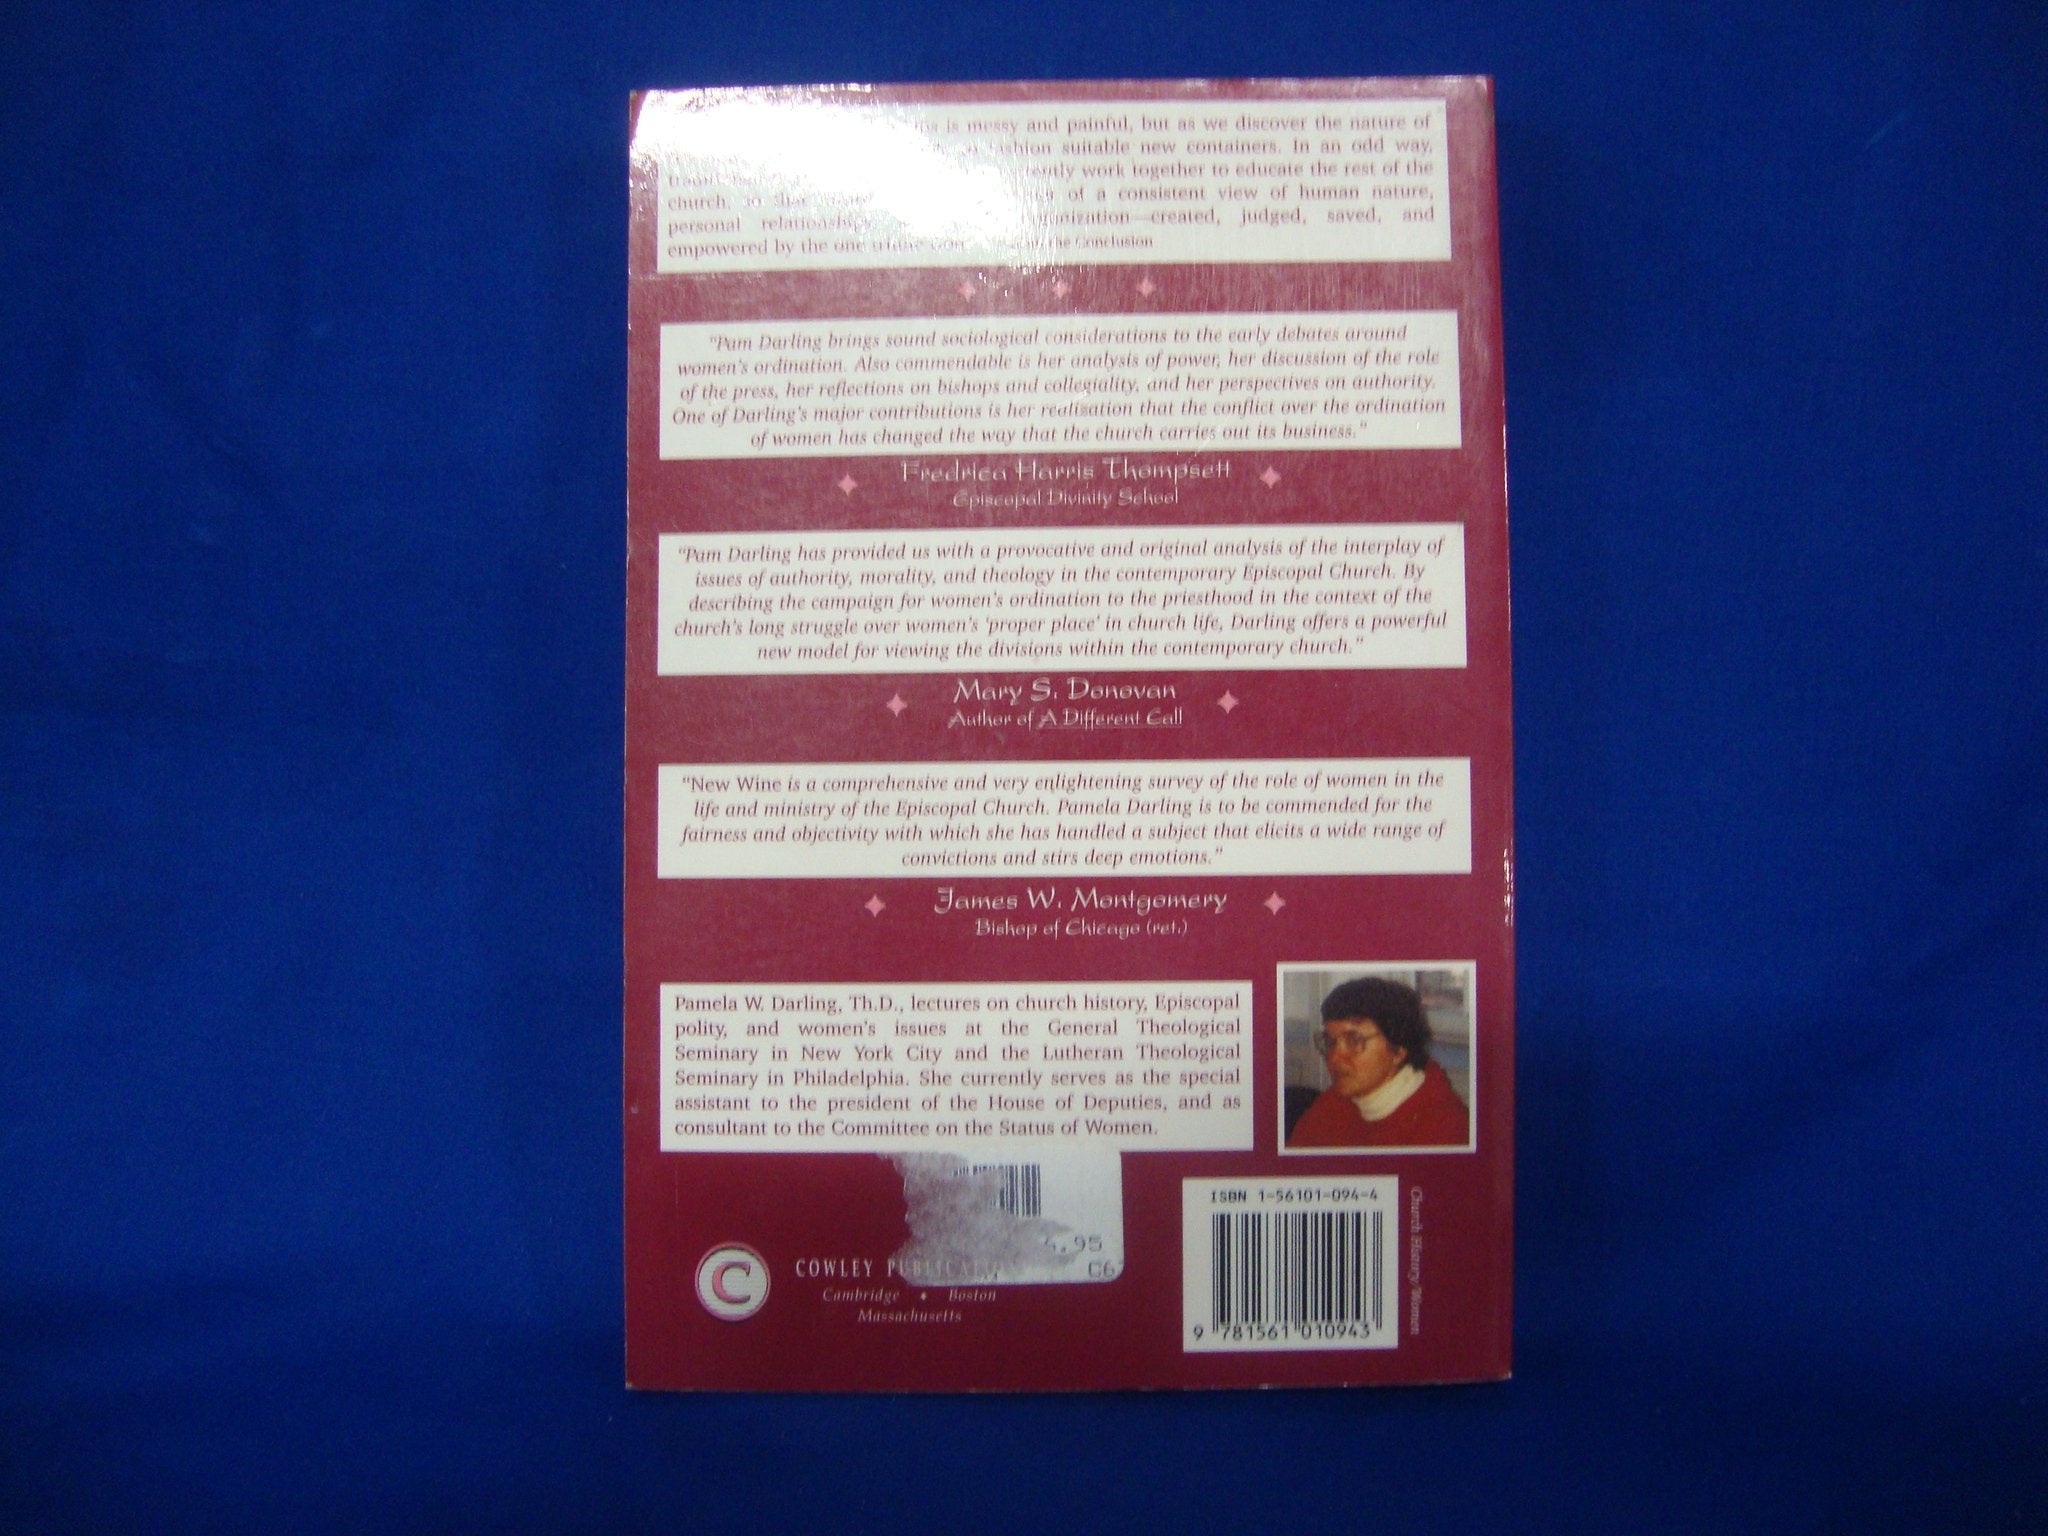 is messy and painful, but as we discover the nature of
suitable new containers. In an odd way,
work together to educate the rest of the
church, so that of a consistent view of human nature,
personal relationships created, judged, saved, and
empowered by the one the Conclusion
"Pam Darling brings sound sociological considerations to the early debates around
women's ordination. Also commendable is her analysis of power, her discussion of the role
of the press, her reflections on bishops and collegiality, and her perspectives on authority.
One of Darling's major contributions is her realization that the conflict over the ordination
of women has changed the way that the church carries out its business."
Fredrica Harris Thompsett
Episcopal Divinity School
"Pam Darling has provided us with a provocative and original analysis of the interplay of
issues of authority, morality, and theology in the contemporary Episcopal Church. By
describing the campaign for women's ordination to the priesthood in the context of the
church's long struggle over women's 'proper place' in church life, Darling offers a powerful
new model for viewing the divisions within the contemporary church."
Mary S. Donovan
Author of A Different Call
"New Wine is a comprehensive and very enlightening survey of the role of women in the
life and ministry of the Episcopal Church. Pamela Darling is to be commended for the
fairness and objectivity with which she has handled a subject that elicits a wide range of
convictions and stirs deep emotions."
James W. Montgomery
Bishop of Chicago (ret.)
Pamela W. Darling, Th.D., lectures on church history, Episcopal
polity, and women's issues at the General Theological
Seminary in New York City and the Lutheran Theological
Seminary in Philadelphia. She currently serves as the special
assistant to the president of the House of Deputies, and as
consultant to the Committee on the Status of Women.
.95
C6
C
COWLEY
Cambridge ♦ Boston
Massachusetts
ISBN 1-56101-094-4
9 781561 010943
Church History/Women